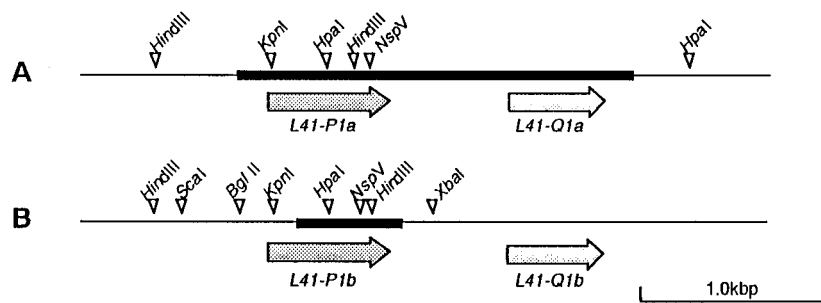 HindIII KpnI HpaI HindIII NspV HpaI
A
L41-P1a L41-Q1a
HindIII ScaI Bgl II KpnI HpaI NspV HindIII XbaI
B
L41-P1b L41-Q1b
1.0kbp